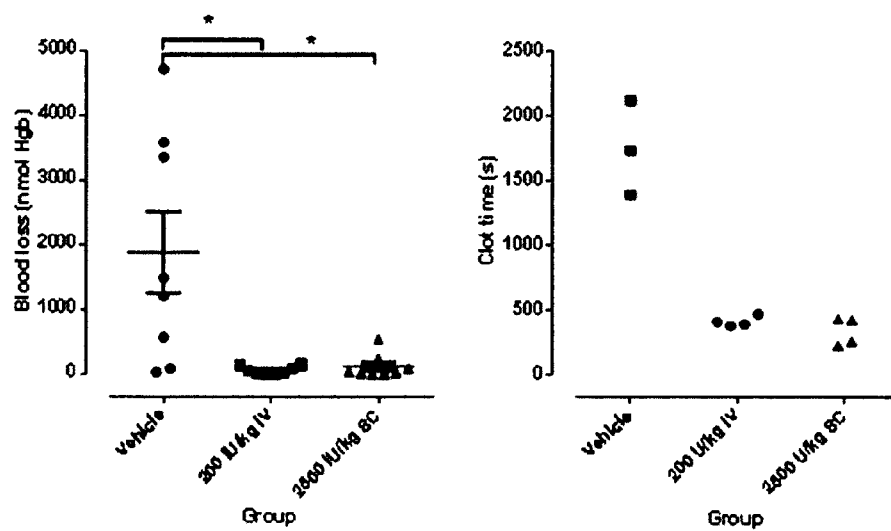 *
*
5000
4000
3000
2000
1000
0
Blood loss (nmol Hgb)
Vehicle
200 IU/kg IV
2500 IU/kg SC
Group
2500
2000
1500
1000
500
0
Clot time (s)
Vehicle
200 U/kg IV
2500 U/kg SC
Group